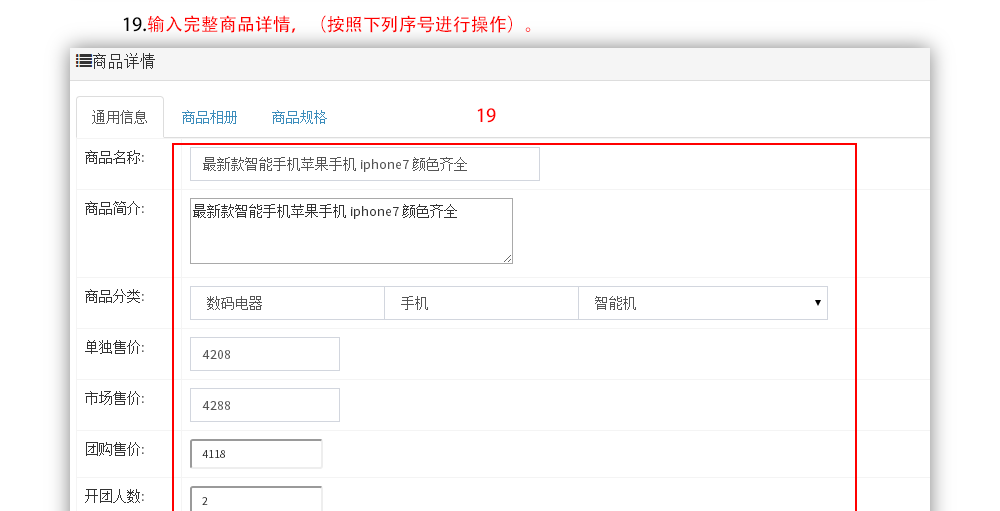 19.输入完整商品详情，（按照下列序号进行操作）。
商品详情
通用信息 商品相册 商品规格 19
商品名称: 最新款智能手机苹果手机 iphone7 颜色齐全
商品简介: 最新款智能手机苹果手机 iphone7 颜色齐全
商品分类: 数码电器 手机 智能机
单独售价: 4208
市场售价: 4288
团购售价: 4118
开团人数: 2